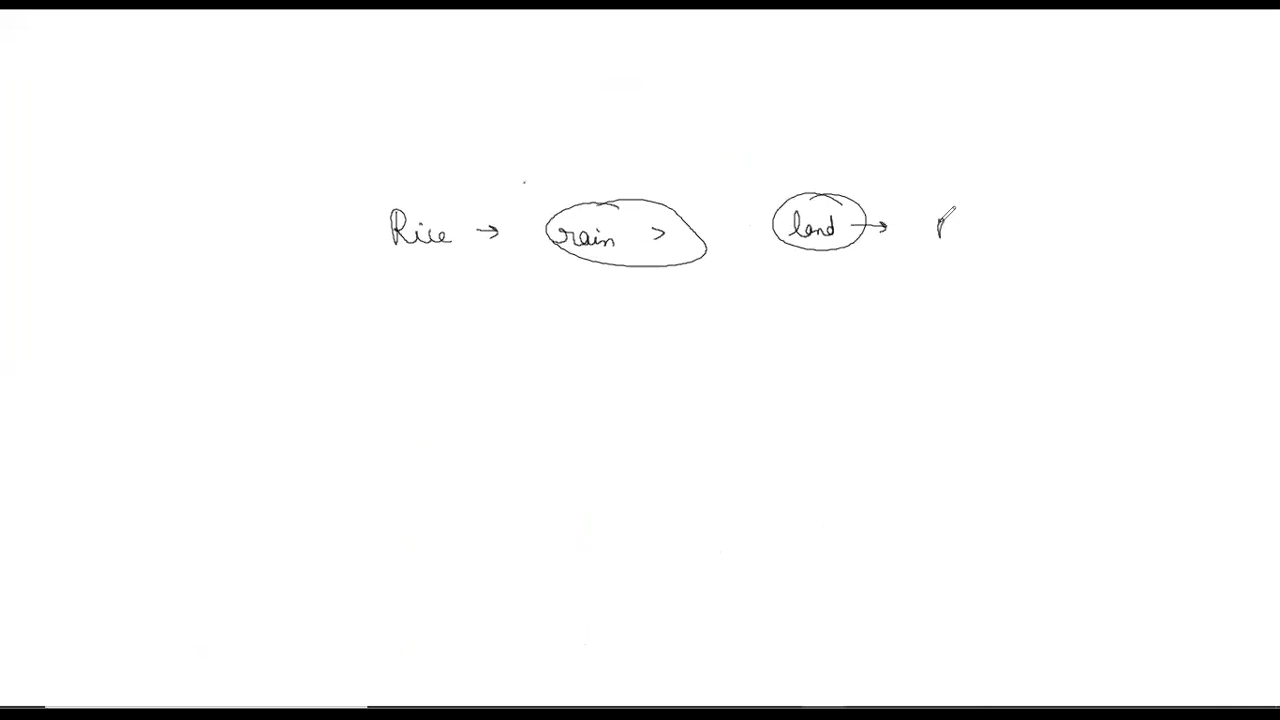 Rice → rain > land →